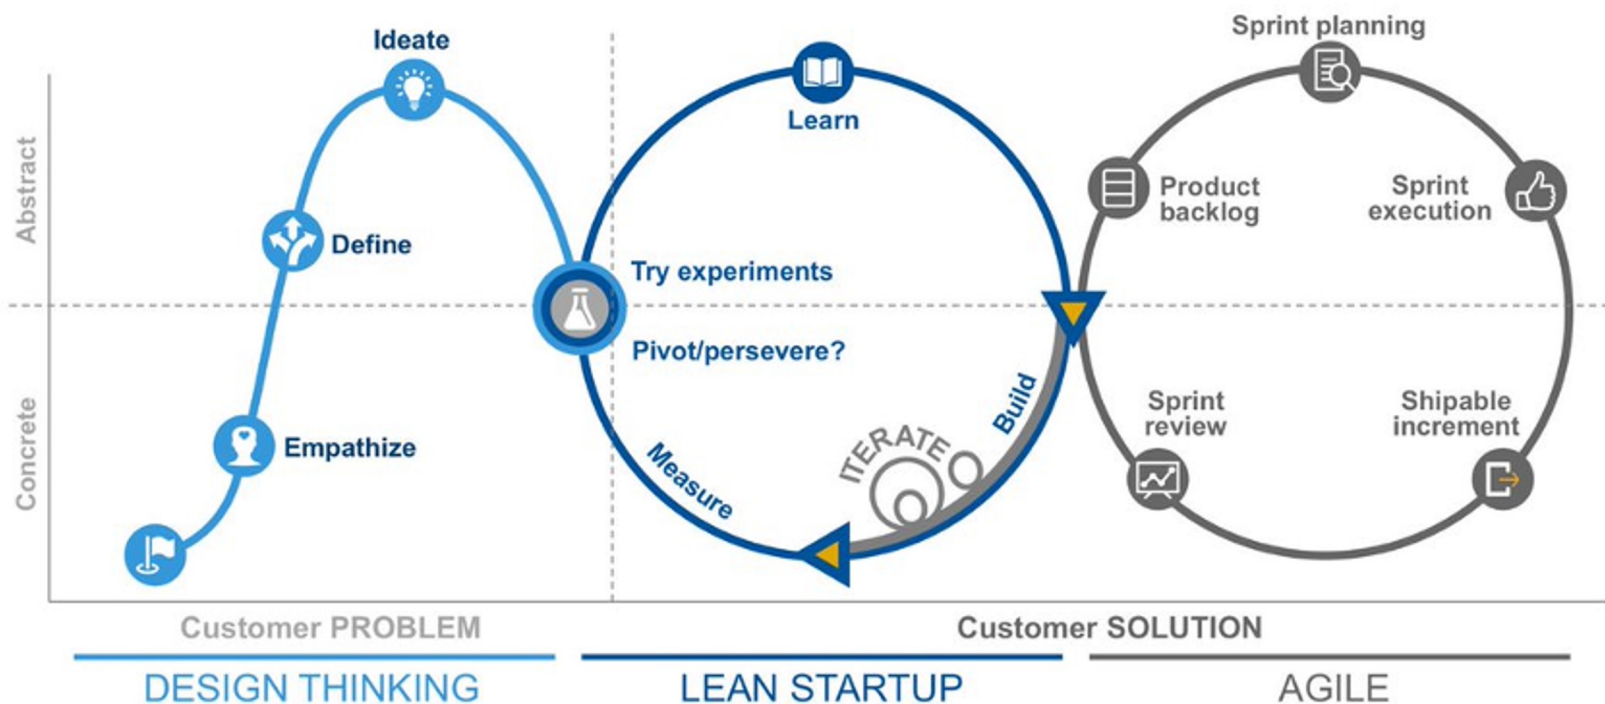 Ideate
Define
Empathize
Abstract
Concrete
Learn
Try experiments
Pivot/persevere?
Measure
ITERATE
Build
Sprint planning
Product
backlog
Sprint
execution
Sprint
review
Shipable
increment
Customer PROBLEM
Customer SOLUTION
DESIGN THINKING
LEAN STARTUP
AGILE